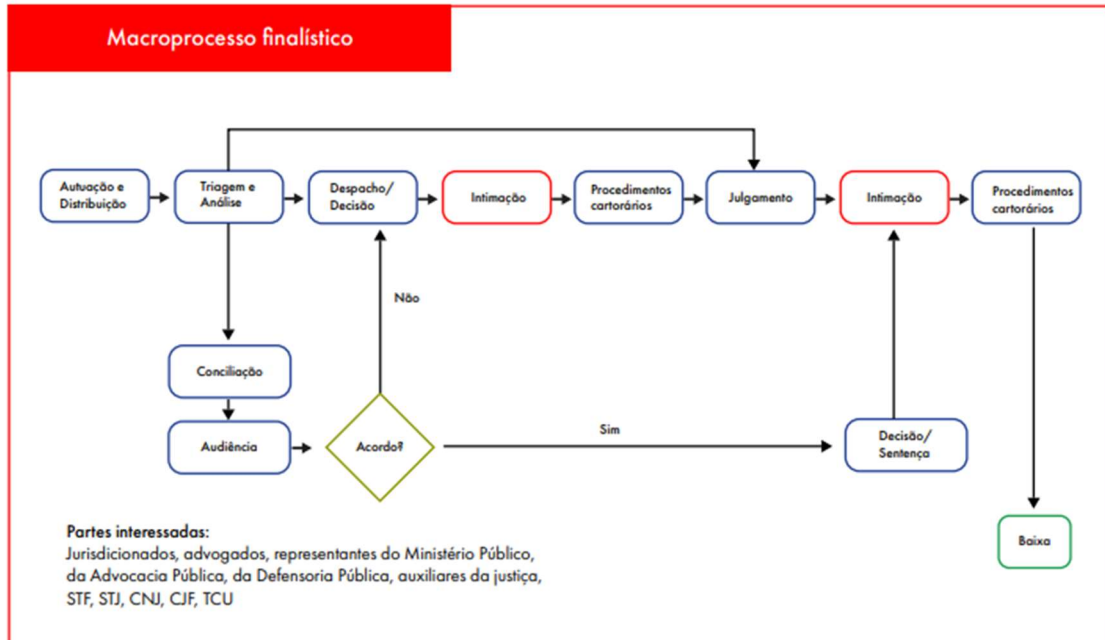 Macroprocesso finalístico
Autuação e
Distribuição
Triagem e
Análise
Despacho/
Decisão
Intimação
Procedimentos
cartorários
Julgamento
Intimação
Procedimentos
cartorários
Não
Conciliação
Audiência
Acordo?
Sim
Decisão/
Sentença
Baixa
Partes interessadas:
Jurisdicionados, advogados, representantes do Ministério Público,
da Advocacia Pública, da Defensoria Pública, auxiliares da justiça,
STF, STJ, CNJ, CJF, TCU